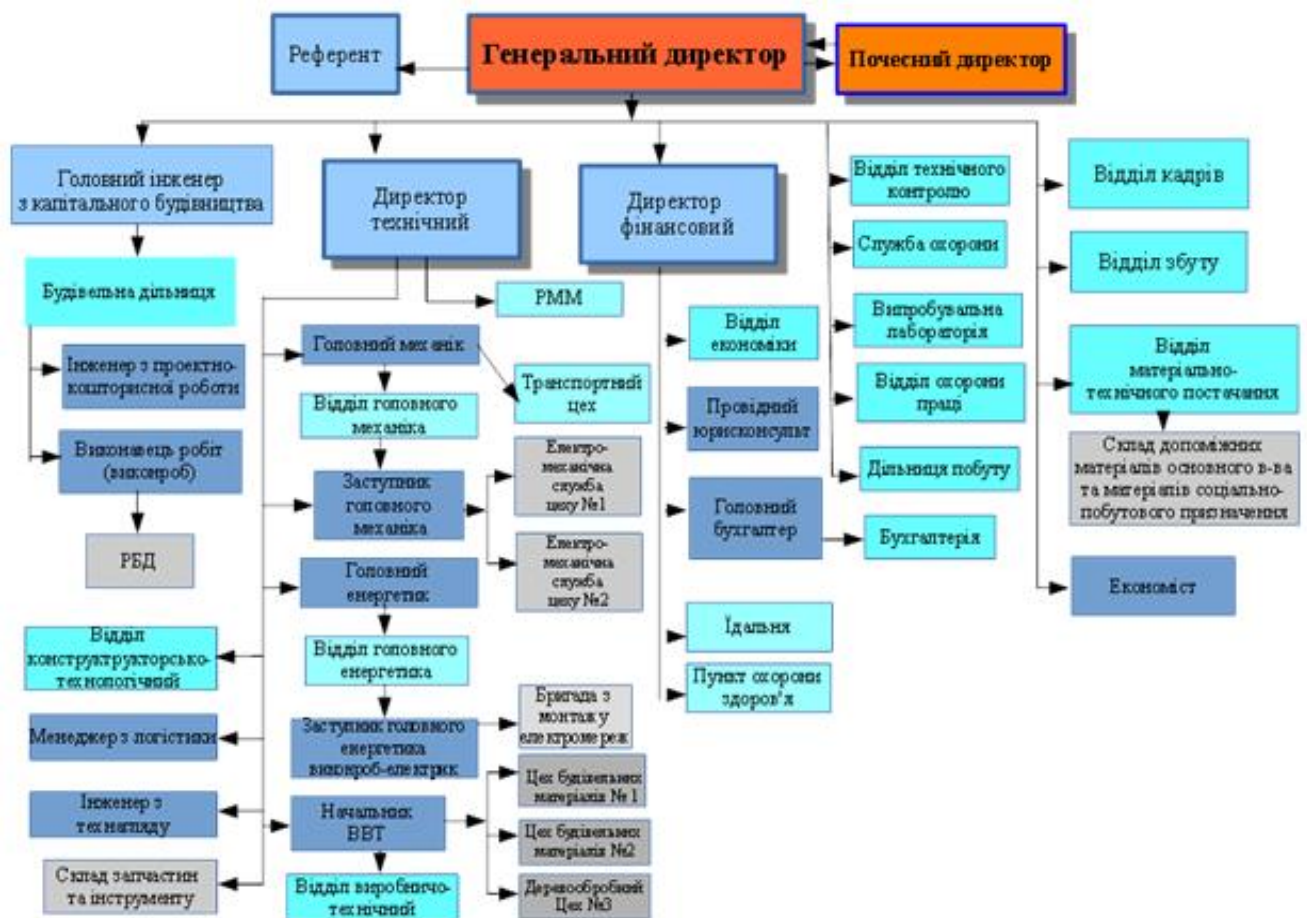 Референт
Генеральний директор
Почесний директор
Головний інженер
з капітального будівництва
Директор
технічний
Директор
фінансовий
Відділ технічного
контролю
Відділ кадрів
Служба охорони
Відділ збуту
Будівельна дільниця
РММ
Випробувальна
лабораторія
Відділ
економіки
Головний механік
Відділ
матеріально-
технічного постачання
Інженер з проектно-
кошторисної роботи
Транспортний
цех
Відділ охорони
праці
Відділ головного
механіка
Провідний
юрисконсульт
Виконавець робіт
(виконроб)
Електро-
механічна
служба
цеху №1
Склад допоміжних
матеріалів основного в-ва
та матеріалів соціально-
побутового призначення
Дільниця побуту
Заступник
головного
механіка
Головний
бухгалтер
Бухгалтерія
РБД
Електро-
механічна
служба
цеху №2
Головний
енергетик
Економіст
Відділ
конструктрукторсько-
технологічний
Відділ головного
енергетика
Їдальня
Пункт охорони
здоров'я
Бригада з
монтажу
електромереж
Менеджер з логістики
Заступник головного
енергетика
виконроб-електрик
Цех будівельних
матеріалів № 1
Інженер з
технагляду
Начальник
ВВТ
Цех будівельних
матеріалів №2
Склад запчастин
та інструменту
Відділ виробничо-
технічний
Деревообробний
Цех №3